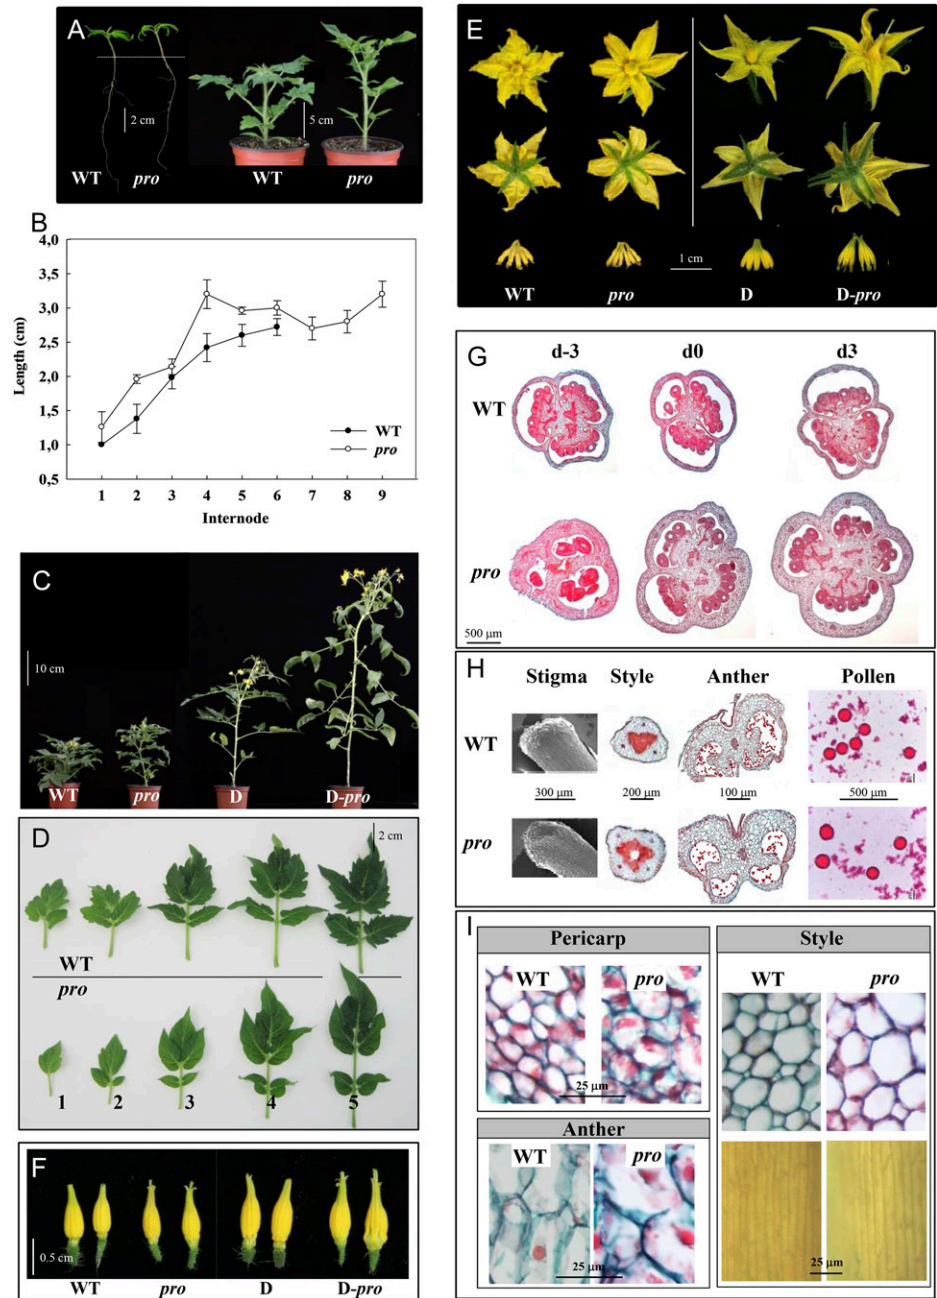 A
2 cm
5 cm
WT pro WT pro
B
4,0
3,5
3,0
2,5
2,0
1,5
1,0
0,5
Length (cm)
WT
pro
1 2 3 4 5 6 7 8 9
Internode
C
10 cm
WT pro D D-pro
D
2 cm
WT
pro
1 2 3 4 5
F
0.5 cm
WT pro D D-pro
E
1 cm
WT pro D D-pro
G
d-3 d0 d3
WT
pro
500 µm
H
Stigma Style Anther Pollen
WT
300 µm 200 µm 100 µm 500 µm
pro
I
Pericarp
WT pro
25 µm
Anther
WT pro
25 µm
Style
WT pro
25 µm